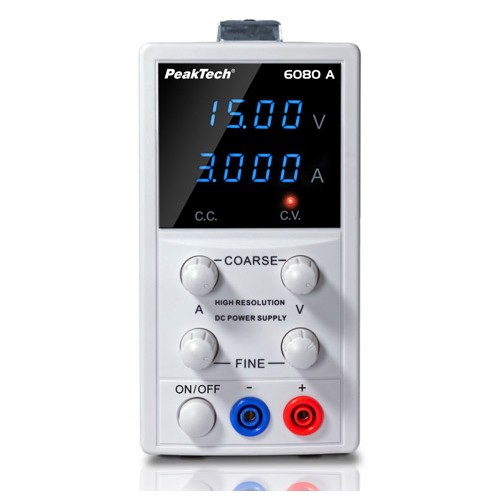 PeakTech® 6080 A
15.00 V
3.000 A
C.C. C.V.
COARSE
A HIGH RESOLUTION V
DC POWER SUPPLY
FINE
ON/OFF - +